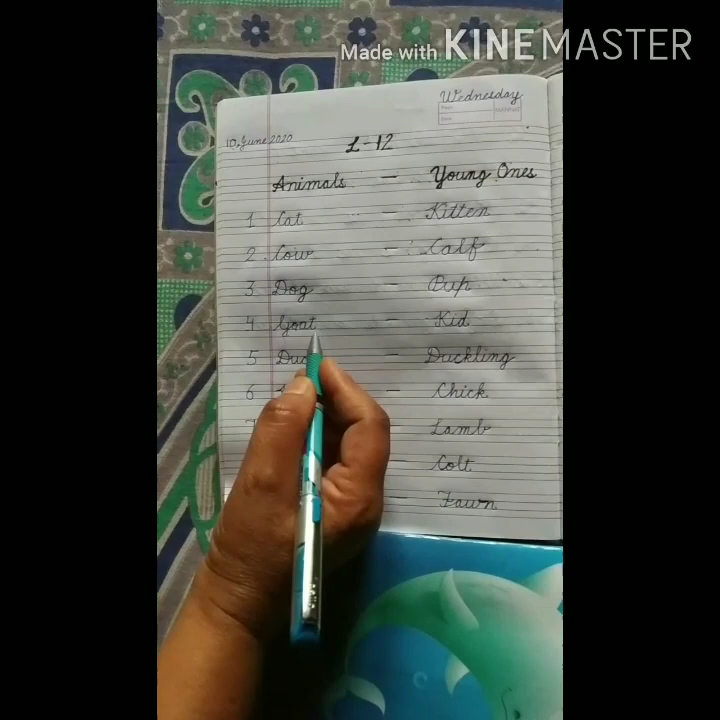 Made with KINEMASTER
Wednesday
10, June 2020
L-12
Animals — Young Ones
1 Cat — Kitten
2 Cow — Calf
3 Dog — Pup
4 Goat — Kid
5 — Duckling
6 — Chick
Lamb
Colt
— Fawn